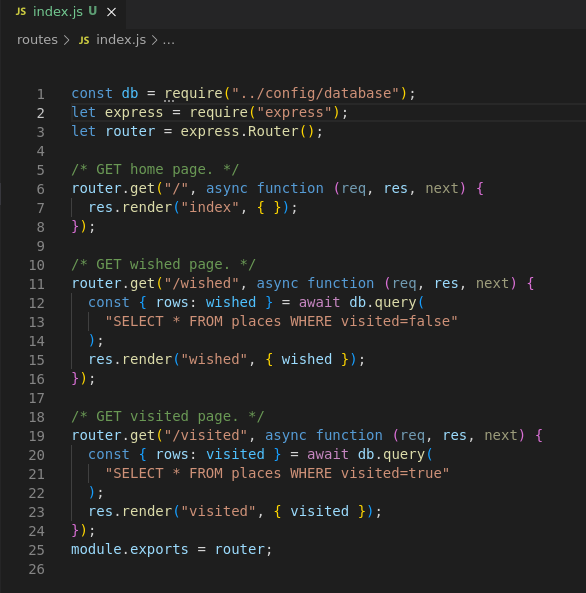 JS index.js U ×
routes > JS index.js > ...
1 const db = require("../config/database");
2 let express = require("express");
3 let router = express.Router();
4
5 /* GET home page. */
6 router.get("/", async function (req, res, next) {
7   res.render("index", { });
8 });
9
10 /* GET wished page. */
11 router.get("/wished", async function (req, res, next) {
12   const { rows: wished } = await db.query(
13     "SELECT * FROM places WHERE visited=false"
14   );
15   res.render("wished", { wished });
16 });
17
18 /* GET visited page. */
19 router.get("/visited", async function (req, res, next) {
20   const { rows: visited } = await db.query(
21     "SELECT * FROM places WHERE visited=true"
22   );
23   res.render("visited", { visited });
24 });
25 module.exports = router;
26